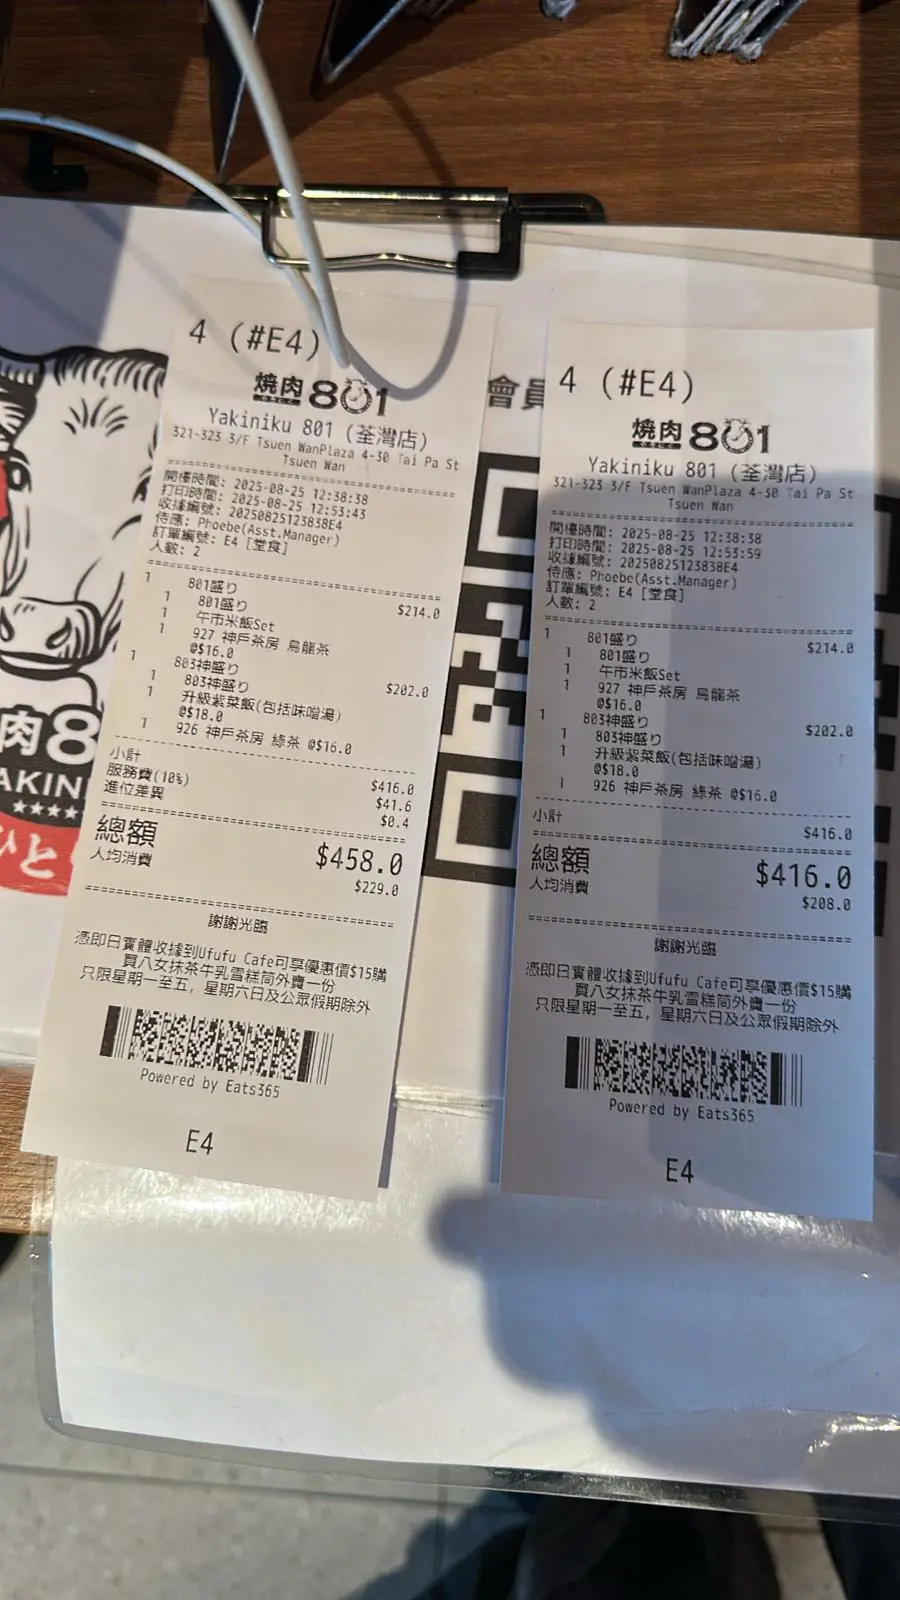 4 (#E4)
燒肉 801
Yakiniku 801 (荃灣店)
321-323 3/F Tsuen WanPlaza 4-30 Tai Pa St
Tsuen Wan
開檯時間: 2025-08-25 12:38:38
打印時間: 2025-08-25 12:53:43
收據編號: 20250825123838E4
侍應: Phoebe(Asst.Manager)
訂單編號: E4 [堂食]
人數: 2
1 801盛り $214.0
1 801盛り
1 午市米飯Set
1 927 神戶茶房 烏龍茶
@$16.0
1 803神盛り $202.0
1 803神盛り
1 升級紫菜飯(包括味噌湯)
@$18.0
1 926 神戶茶房 綠茶 @$16.0
小計 $416.0
服務費(10%) $41.6
進位差異 $0.4
總額 $458.0
人均消費 $229.0
謝謝光臨
憑即日實體收據到Ufufu Cafe可享優惠價$15購
買八女抹茶牛乳雪糕筒外賣一份
只限星期一至五，星期六日及公眾假期除外
Powered by Eats365
E4
4 (#E4)
燒肉 801
Yakiniku 801 (荃灣店)
321-323 3/F Tsuen WanPlaza 4-30 Tai Pa St
Tsuen Wan
開檯時間: 2025-08-25 12:38:38
打印時間: 2025-08-25 12:53:59
收據編號: 20250825123838E4
侍應: Phoebe(Asst.Manager)
訂單編號: E4 [堂食]
人數: 2
1 801盛り $214.0
1 801盛り
1 午市米飯Set
1 927 神戶茶房 烏龍茶
@$16.0
1 803神盛り $202.0
1 803神盛り
1 升級紫菜飯(包括味噌湯)
@$18.0
1 926 神戶茶房 綠茶 @$16.0
小計 $416.0
總額 $416.0
人均消費 $208.0
謝謝光臨
憑即日實體收據到Ufufu Cafe可享優惠價$15購
買八女抹茶牛乳雪糕筒外賣一份
只限星期一至五，星期六日及公眾假期除外
Powered by Eats365
E4
會員
肉8
AKIN
ひと